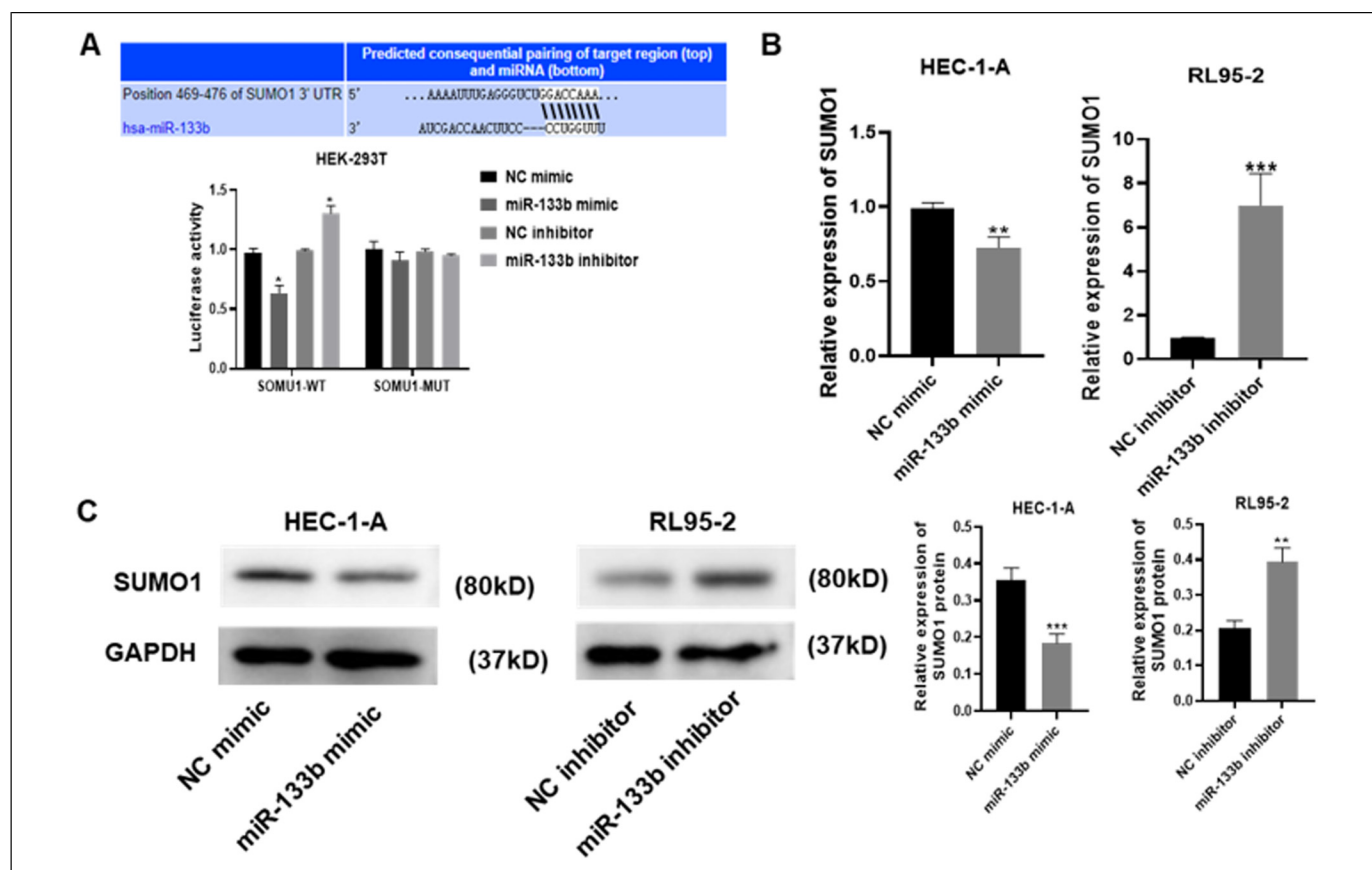 A
Predicted consequential pairing of target region (top)
and miRNA (bottom)
Position 469-476 of SUMO1 3' UTR 5' ...AAAAUUUGAGGGUCUGGACCAAA...
hsa-miR-133b 3' AUCGACCAACUUCC---CCUGGUUU
HEK-293T
Luciferase activity
1.5
1.0
0.5
0.0
*
*
SOMU1-WT
SOMU1-MUT
NC mimic
miR-133b mimic
NC inhibitor
miR-133b inhibitor
B
HEC-1-A
Relative expression of SUMO1
1.5
1.0
0.5
0.0
**
NC mimic
miR-133b mimic
RL95-2
Relative expression of SUMO1
10
8
6
4
2
0
***
NC inhibitor
miR-133b inhibitor
C
HEC-1-A
RL95-2
SUMO1
(80kD)
(80kD)
GAPDH
(37kD)
(37kD)
NC mimic
miR-133b mimic
NC inhibitor
miR-133b inhibitor
HEC-1-A
Relative expression of
SUMO1 protein
0.5
0.4
0.3
0.2
0.1
0.0
***
NC mimic
miR-133b mimic
RL95-2
Relative expression of
SUMO1 protein
0.5
0.4
0.3
0.2
0.1
0.0
**
NC inhibitor
miR-133b inhibitor